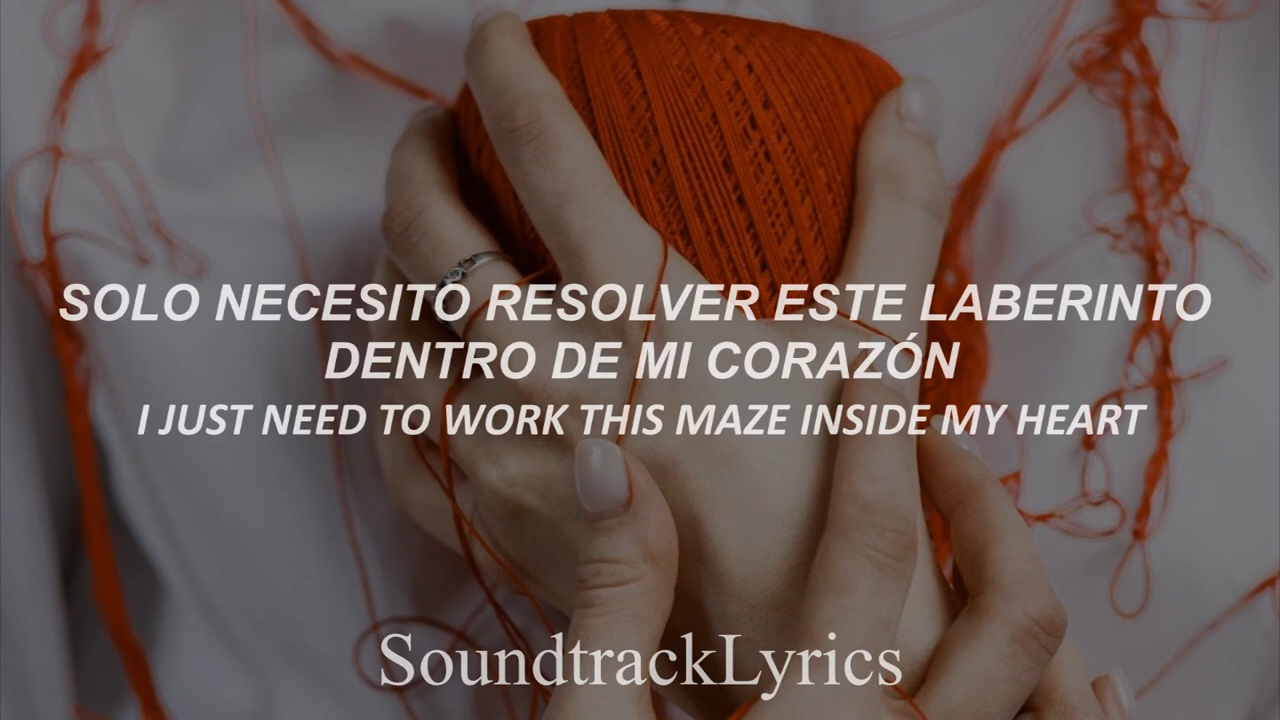 SOLO NECESITO RESOLVER ESTE LABERINTO
DENTRO DE MI CORAZÓN
I JUST NEED TO WORK THIS MAZE INSIDE MY HEART
SoundtrackLyrics